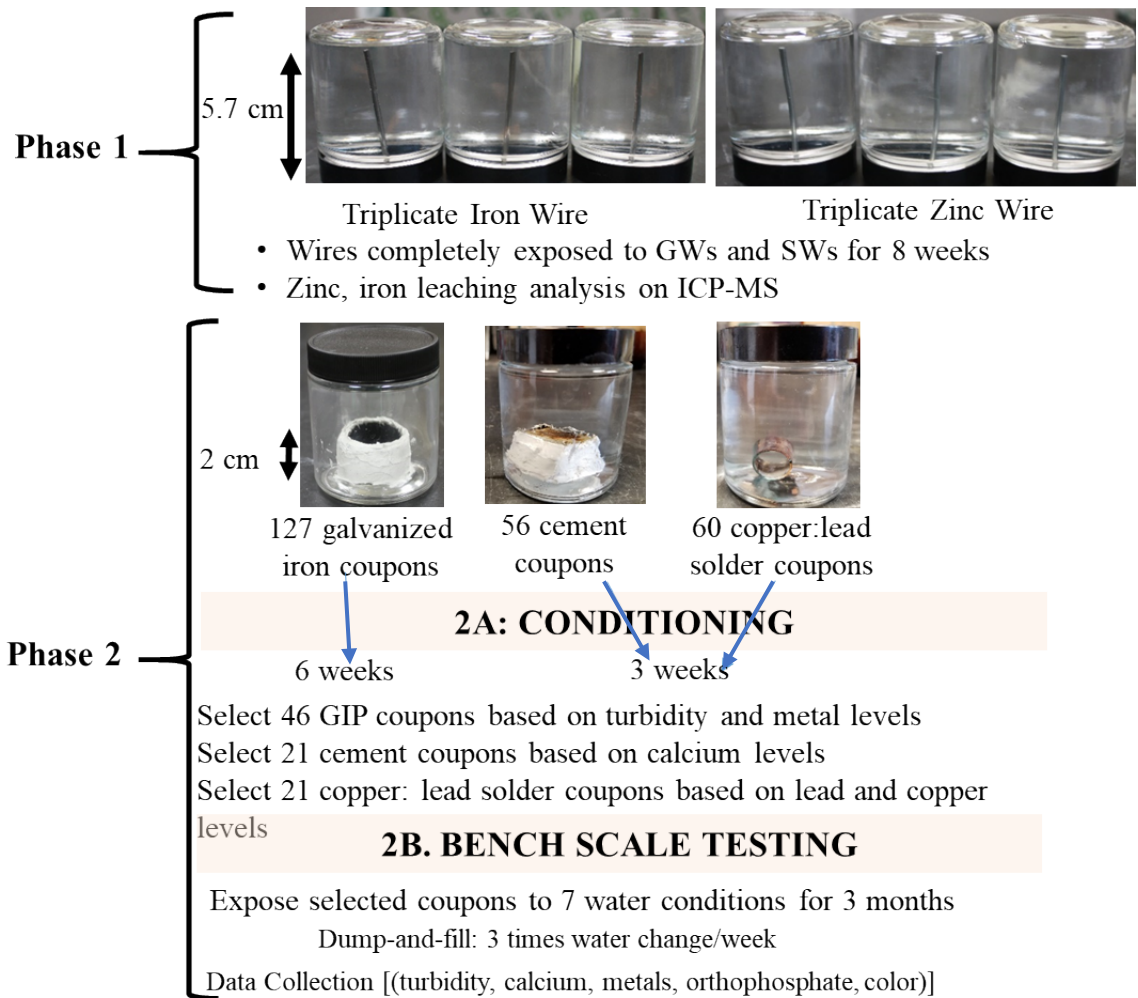 Phase 1
5.7 cm
Triplicate Iron Wire
Triplicate Zinc Wire
• Wires completely exposed to GWs and SWs for 8 weeks
• Zinc, iron leaching analysis on ICP-MS
Phase 2
2 cm
127 galvanized
iron coupons
56 cement
coupons
60 copper:lead
solder coupons
2A: CONDITIONING
6 weeks
3 weeks
Select 46 GIP coupons based on turbidity and metal levels
Select 21 cement coupons based on calcium levels
Select 21 copper: lead solder coupons based on lead and copper
levels
2B. BENCH SCALE TESTING
Expose selected coupons to 7 water conditions for 3 months
Dump-and-fill: 3 times water change/week
Data Collection [(turbidity, calcium, metals, orthophosphate, color)]